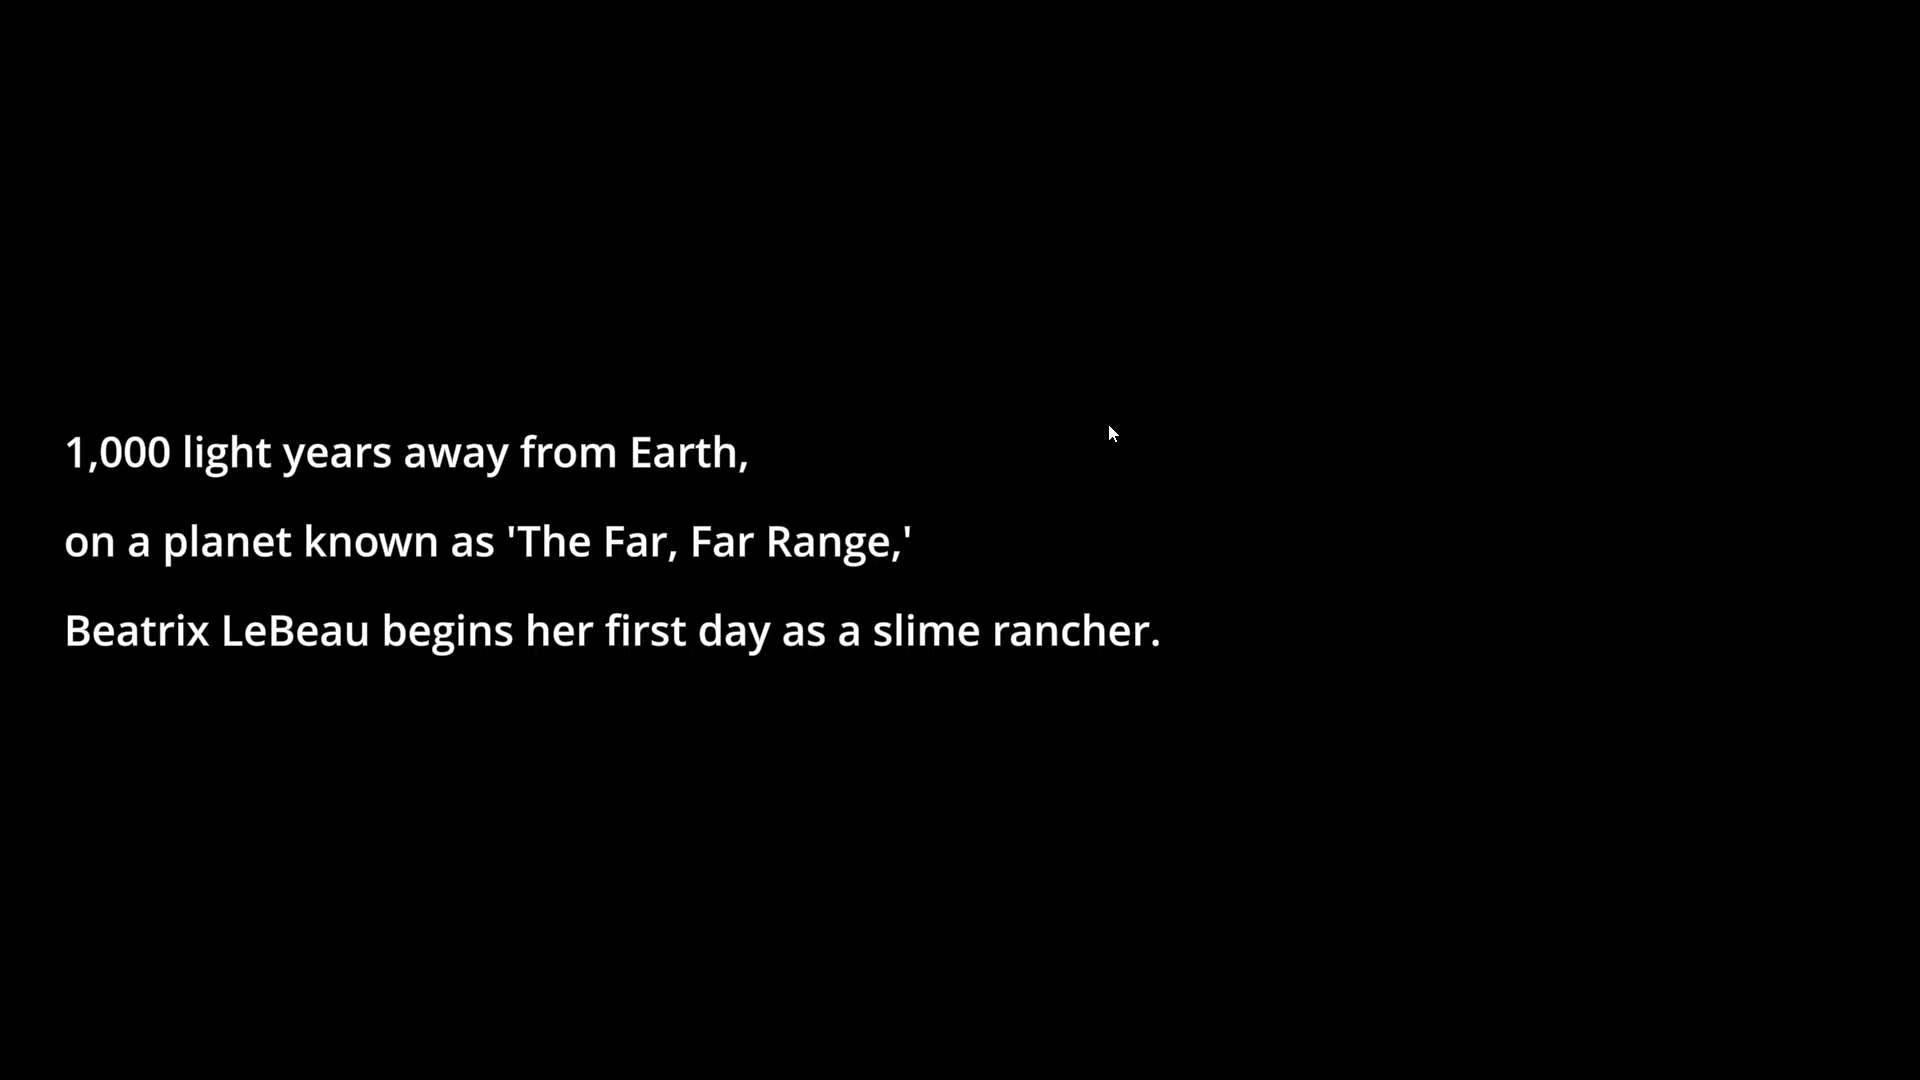 1,000 light years away from Earth,
on a planet known as 'The Far, Far Range,'
Beatrix LeBeau begins her first day as a slime rancher.